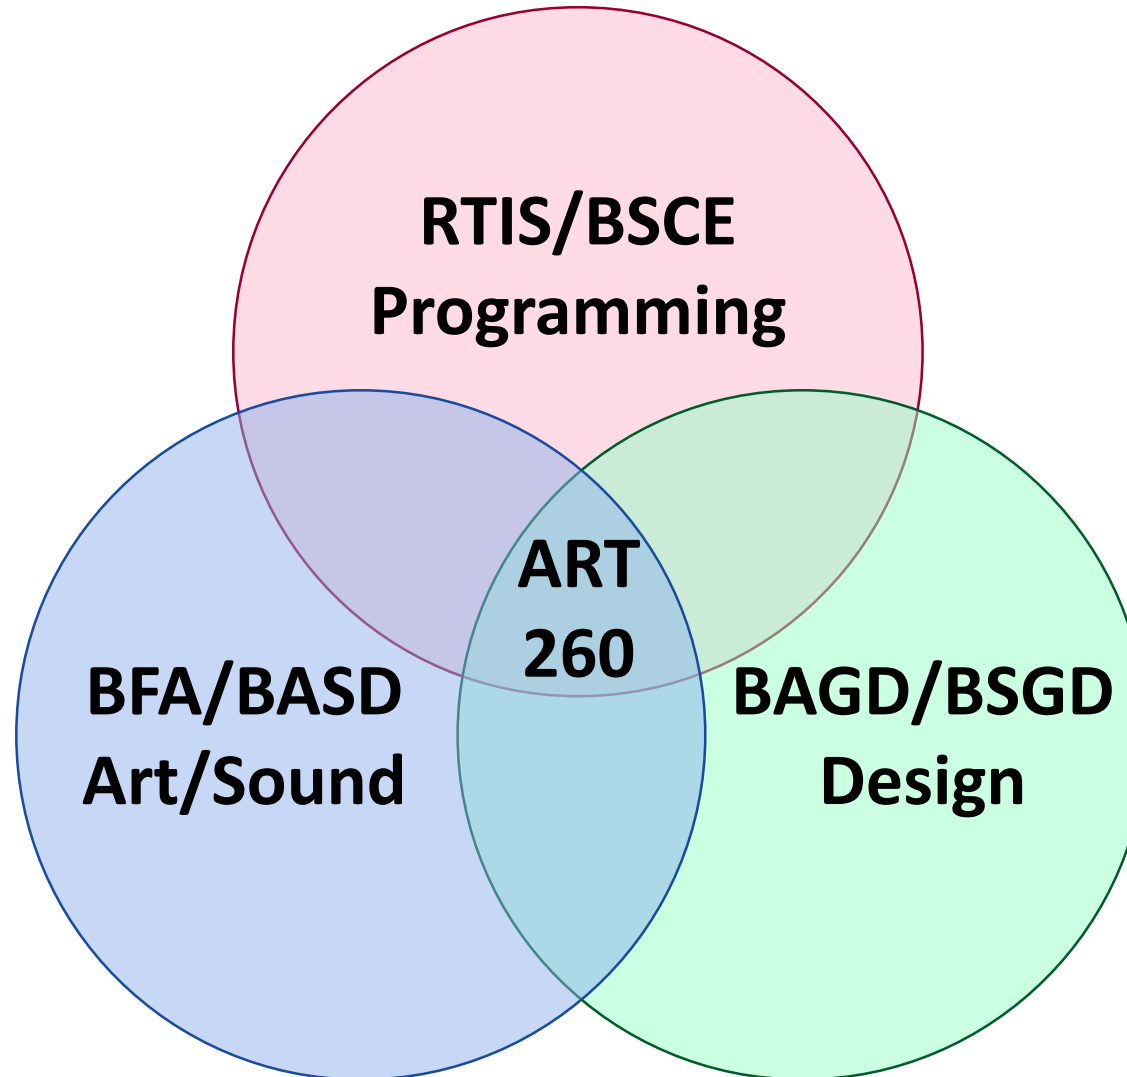 RTIS/BSCE
Programming
ART
260
BFA/BASD
Art/Sound
BAGD/BSGD
Design